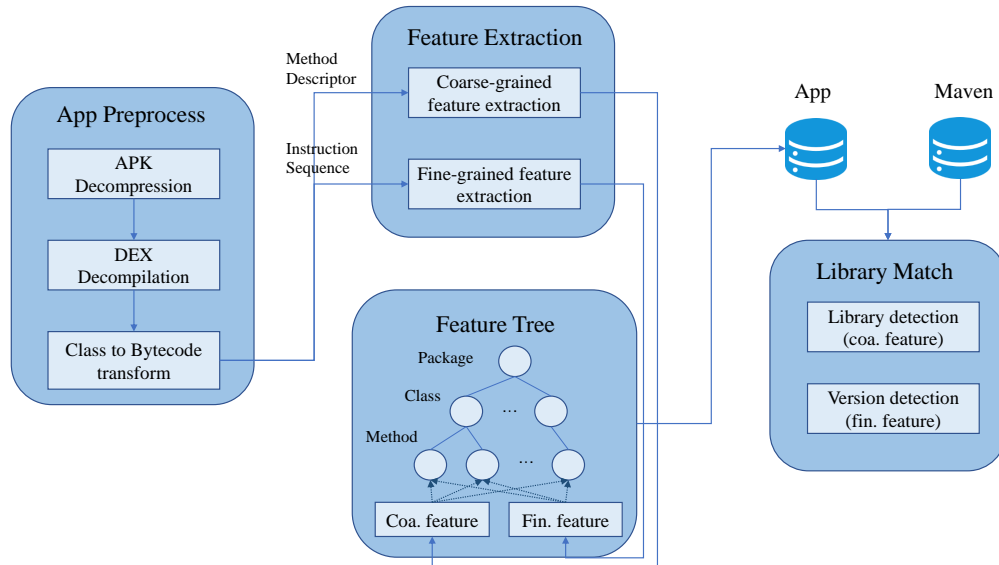 App Preprocess
APK
Decompression
DEX
Decompilation
Class to Bytecode
transform
Method
Descriptor
Instruction
Sequence
Feature Extraction
Coarse-grained
feature extraction
Fine-grained feature
extraction
Feature Tree
Package
Class
...
Method
...
Coa. feature
Fin. feature
App
Maven
Library Match
Library detection
(coa. feature)
Version detection
(fin. feature)